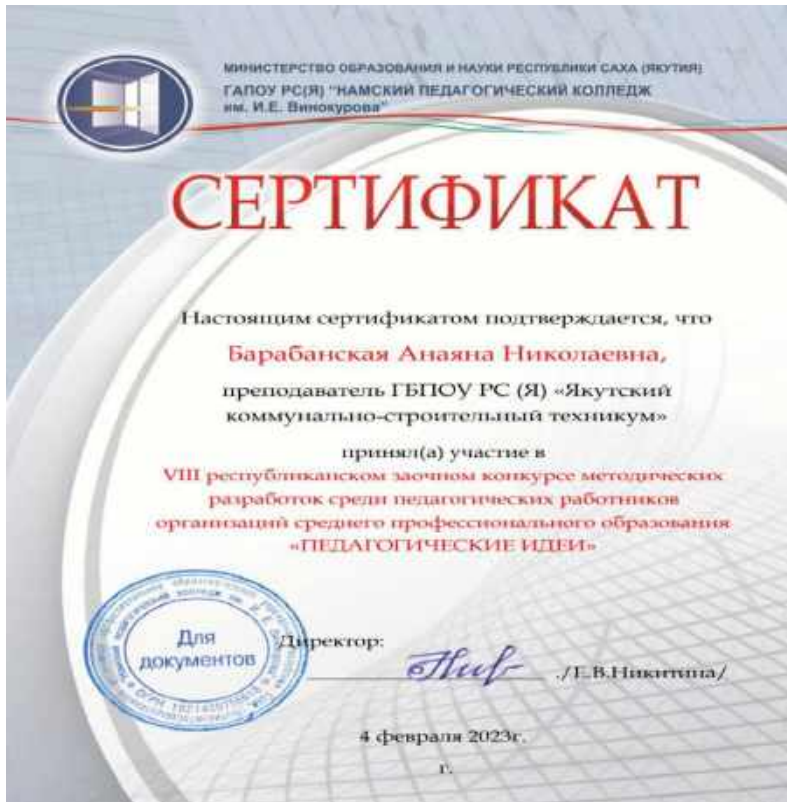 МИНИСТЕРСТВО ОБРАЗОВАНИЯ И НАУКИ РЕСПУБЛИКИ САХА (ЯКУТИЯ)
ГАПОУ РС(Я) "НАМСКИЙ ПЕДАГОГИЧЕСКИЙ КОЛЛЕДЖ
им. И.Е. Винокурова"
СЕРТИФИКАТ
Настоящим сертификатом подтверждается, что
Барабанская Анаяна Николаевна,
преподаватель ГБПОУ РС (Я) «Якутский
коммунально-строительный техникум»
принял(а) участие в
VIII республиканском заочном конкурсе методических
разработок среди педагогических работников
организаций среднего профессионального образования
«ПЕДАГОГИЧЕСКИЕ ИДЕИ»
Для
документов
Директор:
./Е.В.Никитина/
4 февраля 2023г.
г.